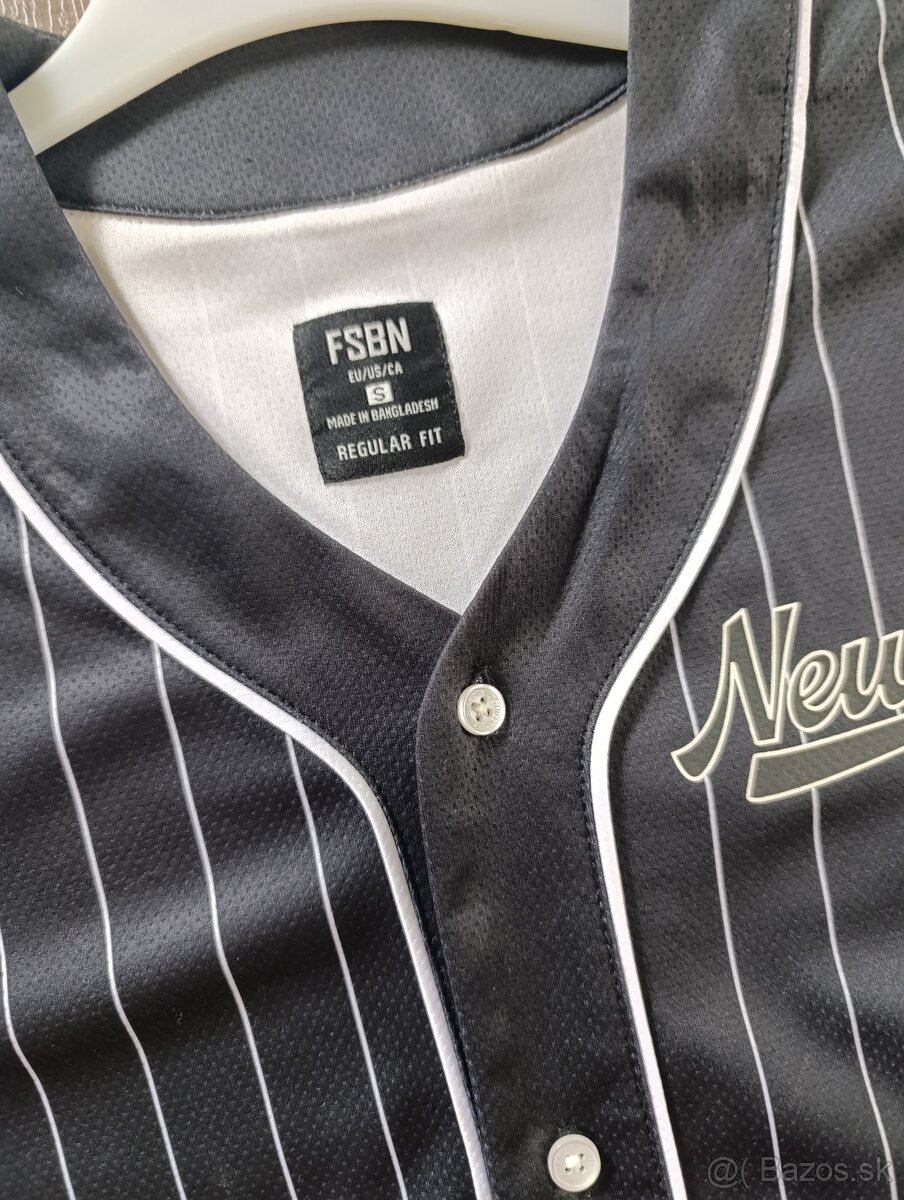 FSBN
EU/US/CA
S
MADE IN BANGLADESH
REGULAR FIT
New
@( Bazos.sk